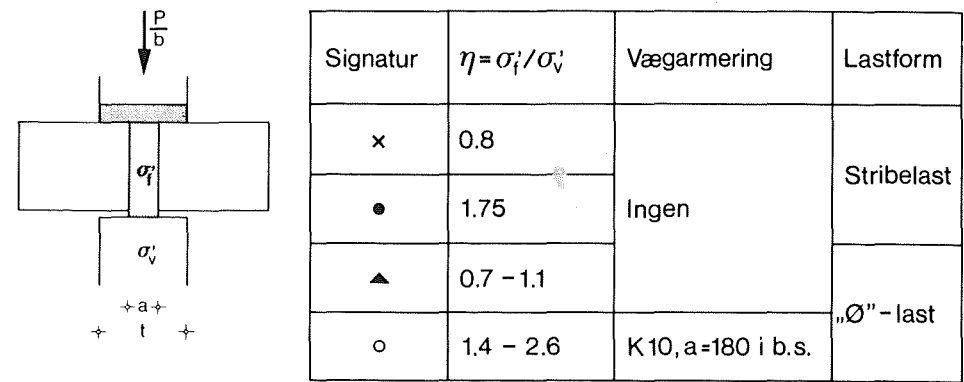 P
b
σ'f
σ'v
a
t
Signatur η=σ'f/σ'v Vægarmering Lastform
× 0.8
● 1.75 Ingen Stribelast
▲ 0.7 – 1.1
○ 1.4 – 2.6 K10, a=180 i b.s. „Ø" – last